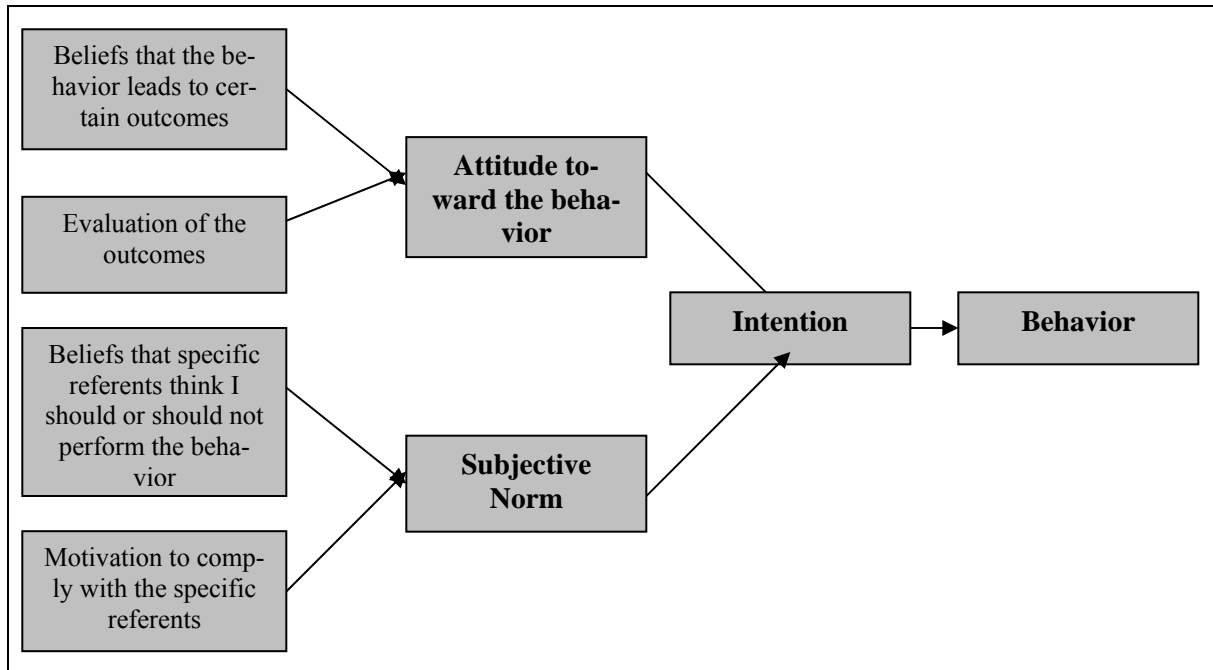 Beliefs that the be-
havior leads to cer-
tain outcomes
Evaluation of the
outcomes
Attitude to-
ward the beha-
vior
Beliefs that specific
referents think I
should or should not
perform the beha-
vior
Motivation to comp-
ly with the specific
referents
Subjective
Norm
Intention
Behavior